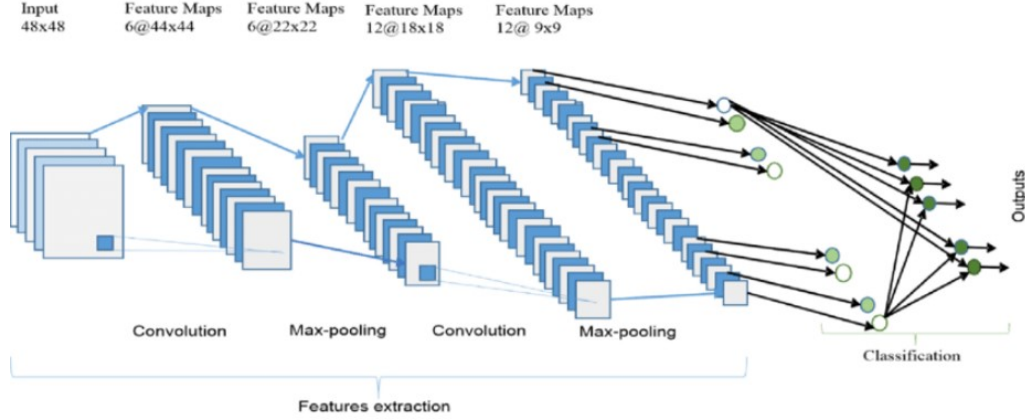 Input
48x48
Feature Maps
6@44x44
Feature Maps
6@22x22
Feature Maps
12@18x18
Feature Maps
12@ 9x9
Convolution
Max-pooling
Convolution
Max-pooling
Outputs
Classification
Features extraction